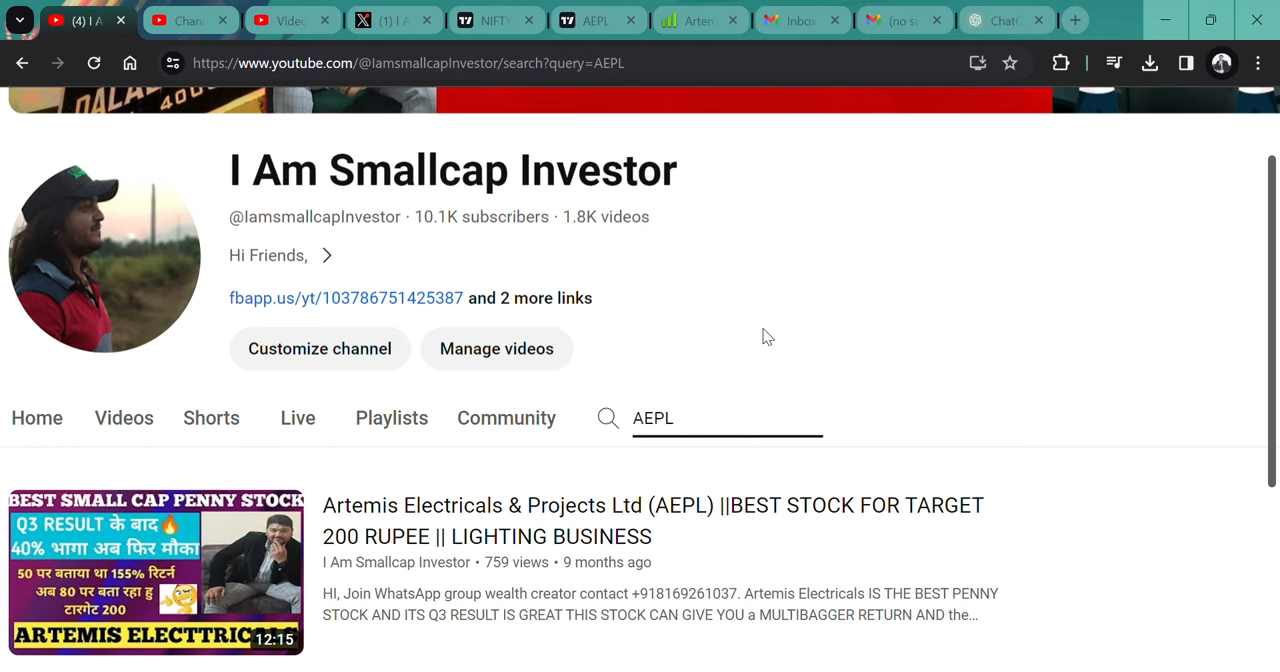 (4) I A
Chan
Video
(1) I A
NIFTY
AEPL
Artem
Inbox
(no su
ChatG
https://www.youtube.com/@IamsmallcapInvestor/search?query=AEPL
DALAL
400
I Am Smallcap Investor
@IamsmallcapInvestor · 10.1K subscribers · 1.8K videos
Hi Friends,
fbapp.us/yt/103786751425387 and 2 more links
Customize channel
Manage videos
Home
Videos
Shorts
Live
Playlists
Community
AEPL
BEST SMALL CAP PENNY STOCK
Q3 RESULT के बाद
40% भागा अब फिर मौका
50 पर बताया था 155% रिटर्न
अब 80 पर बता रहा हु
टारगेट 200
ARTEMIS ELECTTRICALS
12:15
Artemis Electricals & Projects Ltd (AEPL) ||BEST STOCK FOR TARGET
200 RUPEE || LIGHTING BUSINESS
I Am Smallcap Investor • 759 views • 9 months ago
HI, Join WhatsApp group wealth creator contact +918169261037. Artemis Electricals IS THE BEST PENNY
STOCK AND ITS Q3 RESULT IS GREAT THIS STOCK CAN GIVE YOU a MULTIBAGGER RETURN AND the...